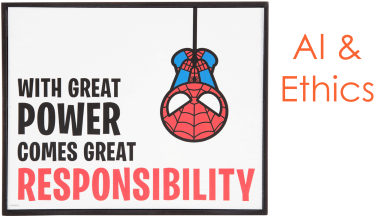 WITH GREAT
POWER
COMES GREAT
RESPONSIBILITY
AI &
Ethics